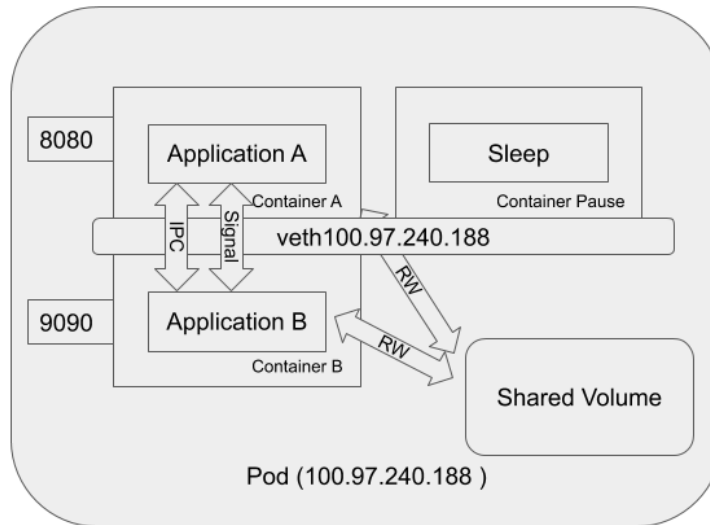 8080
Application A
Sleep
Container A
Container Pause
IPC
Signal
veth100.97.240.188
RW
9090
Application B
RW
Container B
Shared Volume
Pod (100.97.240.188 )